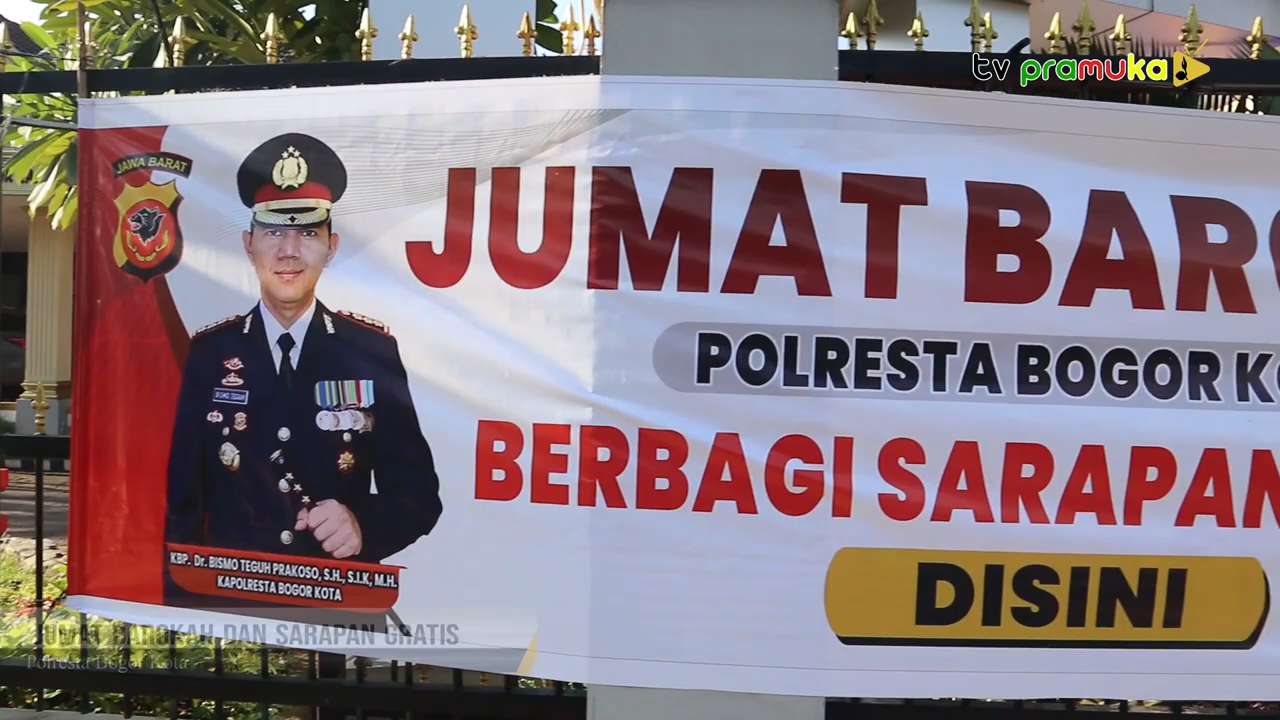 tv pramuka
JAWA BARAT
JUMAT BARO
POLRESTA BOGOR KO
BERBAGI SARAPAN
DISINI
KBP. Dr. BISMO TEGUH PRAKOSO, S.H., S.I.K, M.H.
KAPOLRESTA BOGOR KOTA
JUMAT BAROKAH DAN SARAPAN GRATIS
Polresta Bogor Kota